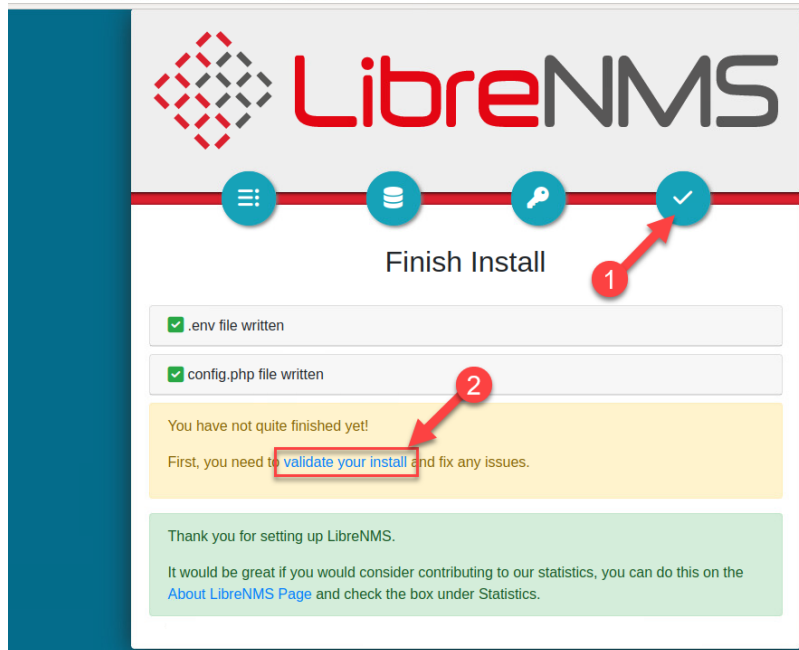 LibreNMS
1
Finish Install
.env file written
config.php file written
2
You have not quite finished yet!
First, you need to validate your install and fix any issues.
Thank you for setting up LibreNMS.
It would be great if you would consider contributing to our statistics, you can do this on the
About LibreNMS Page and check the box under Statistics.